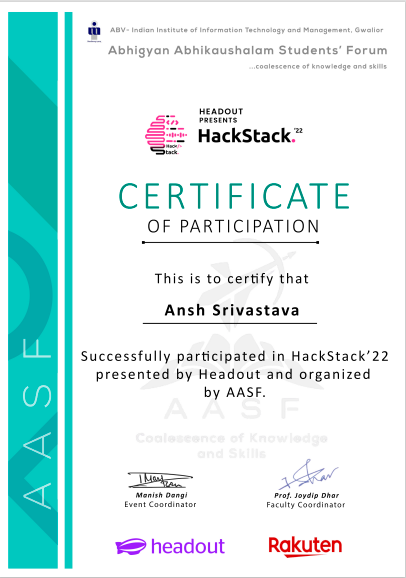 ABV- Indian Institute of Information Technology and Management, Gwalior
Abhigyan Abhikaushalam Students' Forum
...coalescence of knowledge and skills
HEADOUT
PRESENTS
HackStack.'22
Hack/
Stack.
CERTIFICATE
OF PARTICIPATION
This is to certify that
Ansh Srivastava
Successfully participated in HackStack'22
presented by Headout and organized
by AASF.
AASF
Coalescence of Knowledge
and Skills
Manish Dangi
Event Coordinator
Prof. Joydip Dhar
Faculty Coordinator
headout
Rakuten
AASF